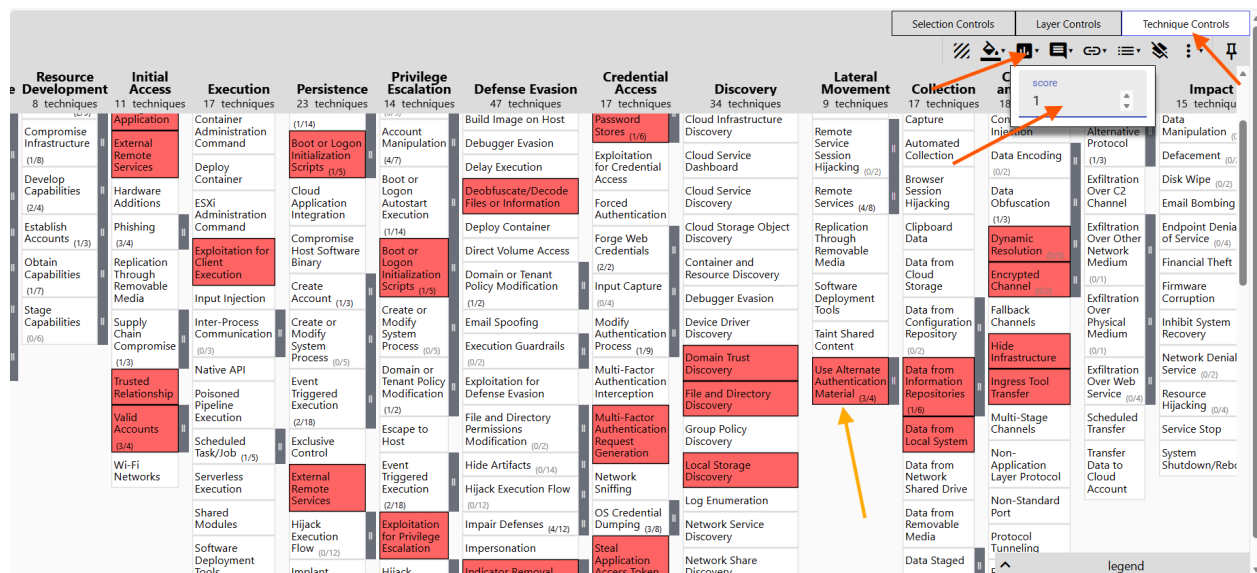 Selection Controls
Layer Controls
Technique Controls
score
1
e
Resource
Development
8 techniques
Compromise
Infrastructure
(1/8)
Develop
Capabilities
(2/4)
Establish
Accounts (1/3)
Obtain
Capabilities
(1/7)
Stage
Capabilities
(0/6)
Initial
Access
11 techniques
Application
External
Remote
Services
Hardware
Additions
Phishing
(3/4)
Replication
Through
Removable
Media
Supply
Chain
Compromise
(1/3)
Trusted
Relationship
Valid
Accounts
(3/4)
Wi-Fi
Networks
Execution
17 techniques
Container
Administration
Command
Deploy
Container
ESXi
Administration
Command
Exploitation for
Client
Execution
Input Injection
Inter-Process
Communication
(0/3)
Native API
Poisoned
Pipeline
Execution
Scheduled
Task/Job (1/5)
Serverless
Execution
Shared
Modules
Software
Deployment
Tools
Persistence
23 techniques
(1/14)
Boot or Logon
Initialization
Scripts (1/5)
Cloud
Application
Integration
Compromise
Host Software
Binary
Create
Account (1/3)
Create or
Modify
System
Process (0/5)
Event
Triggered
Execution
(2/18)
Exclusive
Control
External
Remote
Services
Hijack
Execution
Flow (0/12)
Implant
Privilege
Escalation
14 techniques
Account
Manipulation
(4/7)
Boot or
Logon
Autostart
Execution
(1/14)
Boot or
Logon
Initialization
Scripts (1/5)
Create or
Modify
System
Process (0/5)
Domain or
Tenant Policy
Modification
(1/2)
Escape to
Host
Event
Triggered
Execution
(2/18)
Exploitation
for Privilege
Escalation
Hijack
Defense Evasion
47 techniques
Build Image on Host
Debugger Evasion
Delay Execution
Deobfuscate/Decode
Files or Information
Deploy Container
Direct Volume Access
Domain or Tenant
Policy Modification
(1/2)
Email Spoofing
Execution Guardrails
(0/2)
Exploitation for
Defense Evasion
File and Directory
Permissions
Modification (0/2)
Hide Artifacts (0/14)
Hijack Execution Flow
(0/12)
Impair Defenses (4/12)
Impersonation
Indicator Removal
Credential
Access
17 techniques
Password
Stores (1/6)
Exploitation
for Credential
Access
Forced
Authentication
Forge Web
Credentials
(2/2)
Input Capture
(0/4)
Modify
Authentication
Process (1/9)
Multi-Factor
Authentication
Interception
Multi-Factor
Authentication
Request
Generation
Network
Sniffing
OS Credential
Dumping (3/8)
Steal
Application
Access Token
Discovery
34 techniques
Cloud Infrastructure
Discovery
Cloud Service
Dashboard
Cloud Service
Discovery
Cloud Storage Object
Discovery
Container and
Resource Discovery
Debugger Evasion
Device Driver
Discovery
Domain Trust
Discovery
File and Directory
Discovery
Group Policy
Discovery
Local Storage
Discovery
Log Enumeration
Network Service
Discovery
Network Share
Discovery
Lateral
Movement
9 techniques
Remote
Service
Session
Hijacking (0/2)
Remote
Services (4/8)
Replication
Through
Removable
Media
Software
Deployment
Tools
Taint Shared
Content
Use Alternate
Authentication
Material (3/4)
Collection
17 techniques
Capture
Automated
Collection
Browser
Session
Hijacking
Clipboard
Data
Data from
Cloud
Storage
Data from
Configuration
Repository
(0/2)
Data from
Information
Repositories
(1/6)
Data from
Local System
Data from
Network
Shared Drive
Data from
Removable
Media
Data Staged
C
an
18
Con
Injection
Data Encoding
(0/2)
Data
Obfuscation
(1/3)
Dynamic
Resolution
Encrypted
Channel (0/2)
Fallback
Channels
Hide
Infrastructure
Ingress Tool
Transfer
Multi-Stage
Channels
Non-
Application
Layer Protocol
Non-Standard
Port
Protocol
Tunneling
Alternative
Protocol
(1/3)
Exfiltration
Over C2
Channel
Exfiltration
Over Other
Network
Medium
(0/1)
Exfiltration
Over
Physical
Medium
(0/1)
Exfiltration
Over Web
Service (0/4)
Scheduled
Transfer
Transfer
Data to
Cloud
Account
Impact
15 techniqu
Data
Manipulation
Defacement (0/
Disk Wipe (0/2)
Email Bombing
Endpoint Denia
of Service (0/4)
Financial Theft
Firmware
Corruption
Inhibit System
Recovery
Network Denial
Service (0/2)
Resource
Hijacking (0/4)
Service Stop
System
Shutdown/Rebo
legend